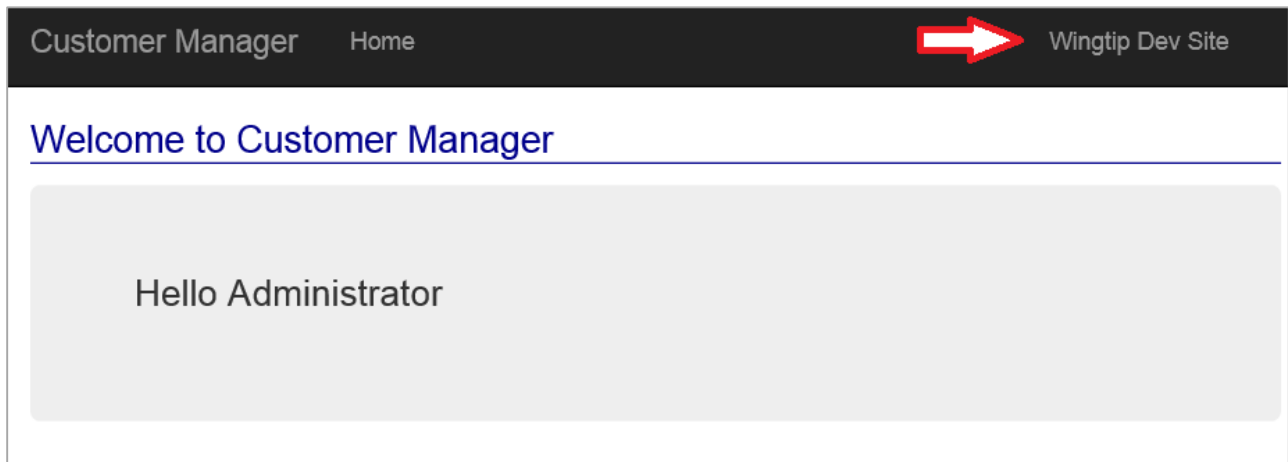 Customer Manager Home Wingtip Dev Site
Welcome to Customer Manager
Hello Administrator